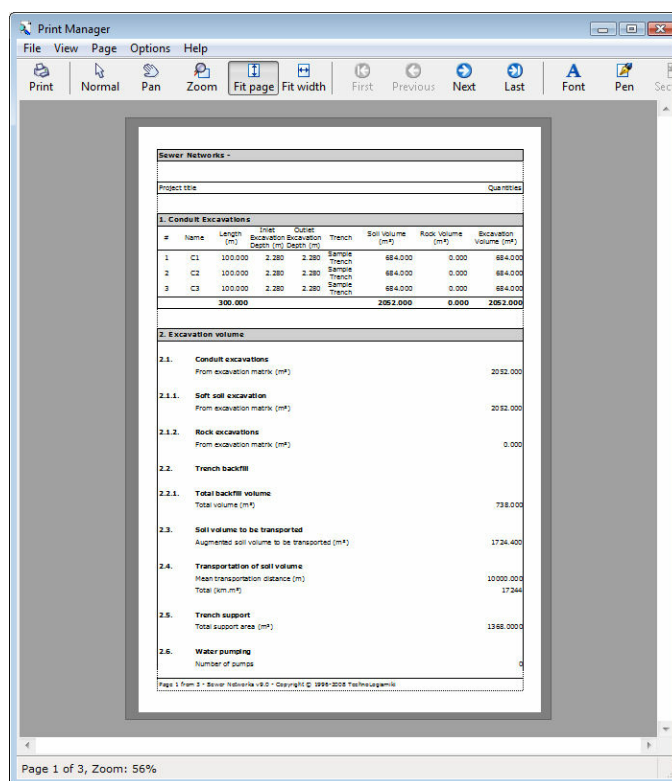 Print Manager
File View Page Options Help
Print Normal Pan Zoom Fit page Fit width First Previous Next Last Font Pen
Sewer Networks -
Project title Quantities
1. Conduit Excavations
# Name Length (m) Inlet Excavation Depth (m) Outlet Excavation Depth (m) Trench Soil Volume (m³) Rock Volume (m³) Excavation Volume (m³)
1 C1 100.000 2.280 2.280 Sample Trench 684.000 0.000 684.000
2 C2 100.000 2.280 2.280 Sample Trench 684.000 0.000 684.000
3 C3 100.000 2.280 2.280 Sample Trench 684.000 0.000 684.000
300.000 2052.000 0.000 2052.000
2. Excavation volume
2.1. Conduit excavations
From excavation matrix (m³) 2052.000
2.1.1. Soft soil excavation
From excavation matrix (m³) 2052.000
2.1.2. Rock excavations
From excavation matrix (m³) 0.000
2.2. Trench backfill
2.2.1. Total backfill volume
Total volume (m³) 738.000
2.3. Soil volume to be transported
Augmented soil volume to be transported (m³) 1724.400
2.4. Transportation of soil volume
Mean transportation distance (m) 10000.000
Total (km.m³) 17244
2.5. Trench support
Total support area (m²) 1368.0000
2.6. Water pumping
Number of pumps 0
Page 1 from 3 • Sewer Networks v9.0 • Copyright © 1996-2008 TechnoLogismiki
Page 1 of 3, Zoom: 56%